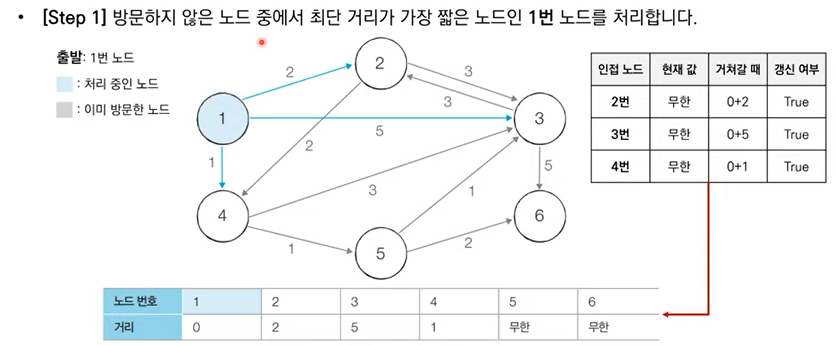 • [Step 1] 방문하지 않은 노드 중에서 최단 거리가 가장 짧은 노드인 1번 노드를 처리합니다.
출발: 1번 노드
: 처리 중인 노드
: 이미 방문한 노드
1
2
3
4
5
6
2
3
3
5
2
1
3
1
1
2
5
인접 노드 현재 값 거쳐갈 때 갱신 여부
2번 무한 0+2 True
3번 무한 0+5 True
4번 무한 0+1 True
노드 번호 1 2 3 4 5 6
거리 0 2 5 1 무한 무한